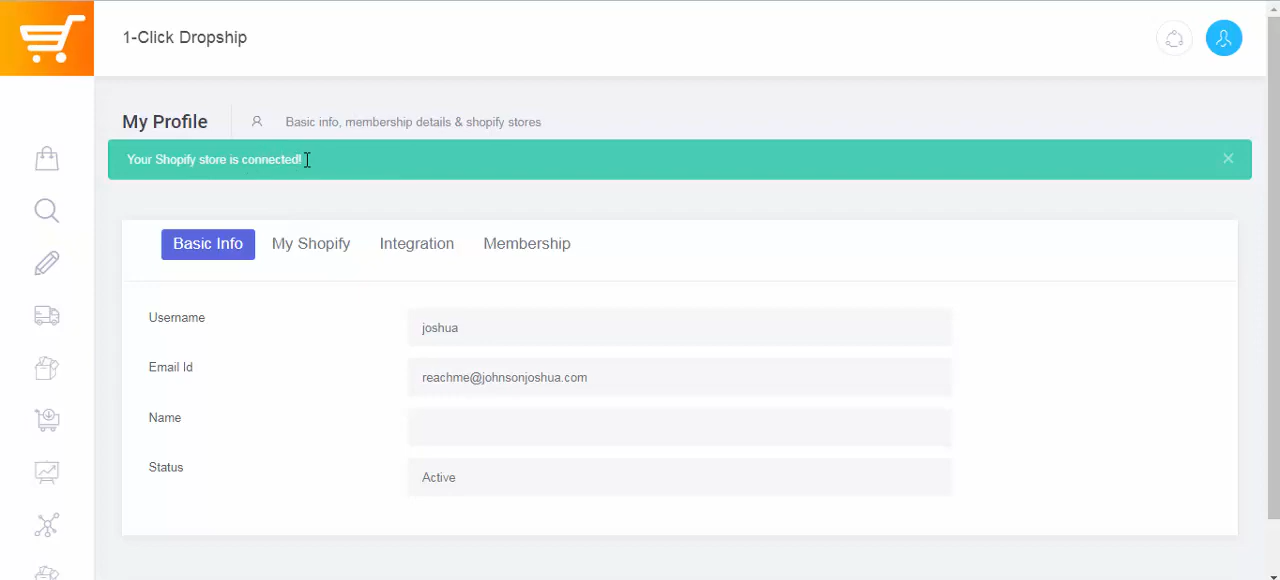 1-Click Dropship
My Profile
Basic info, membership details & shopify stores
Your Shopify store is connected!
Basic Info
My Shopify
Integration
Membership
Username
joshua
Email Id
reachme@johnsonjoshua.com
Name
Status
Active